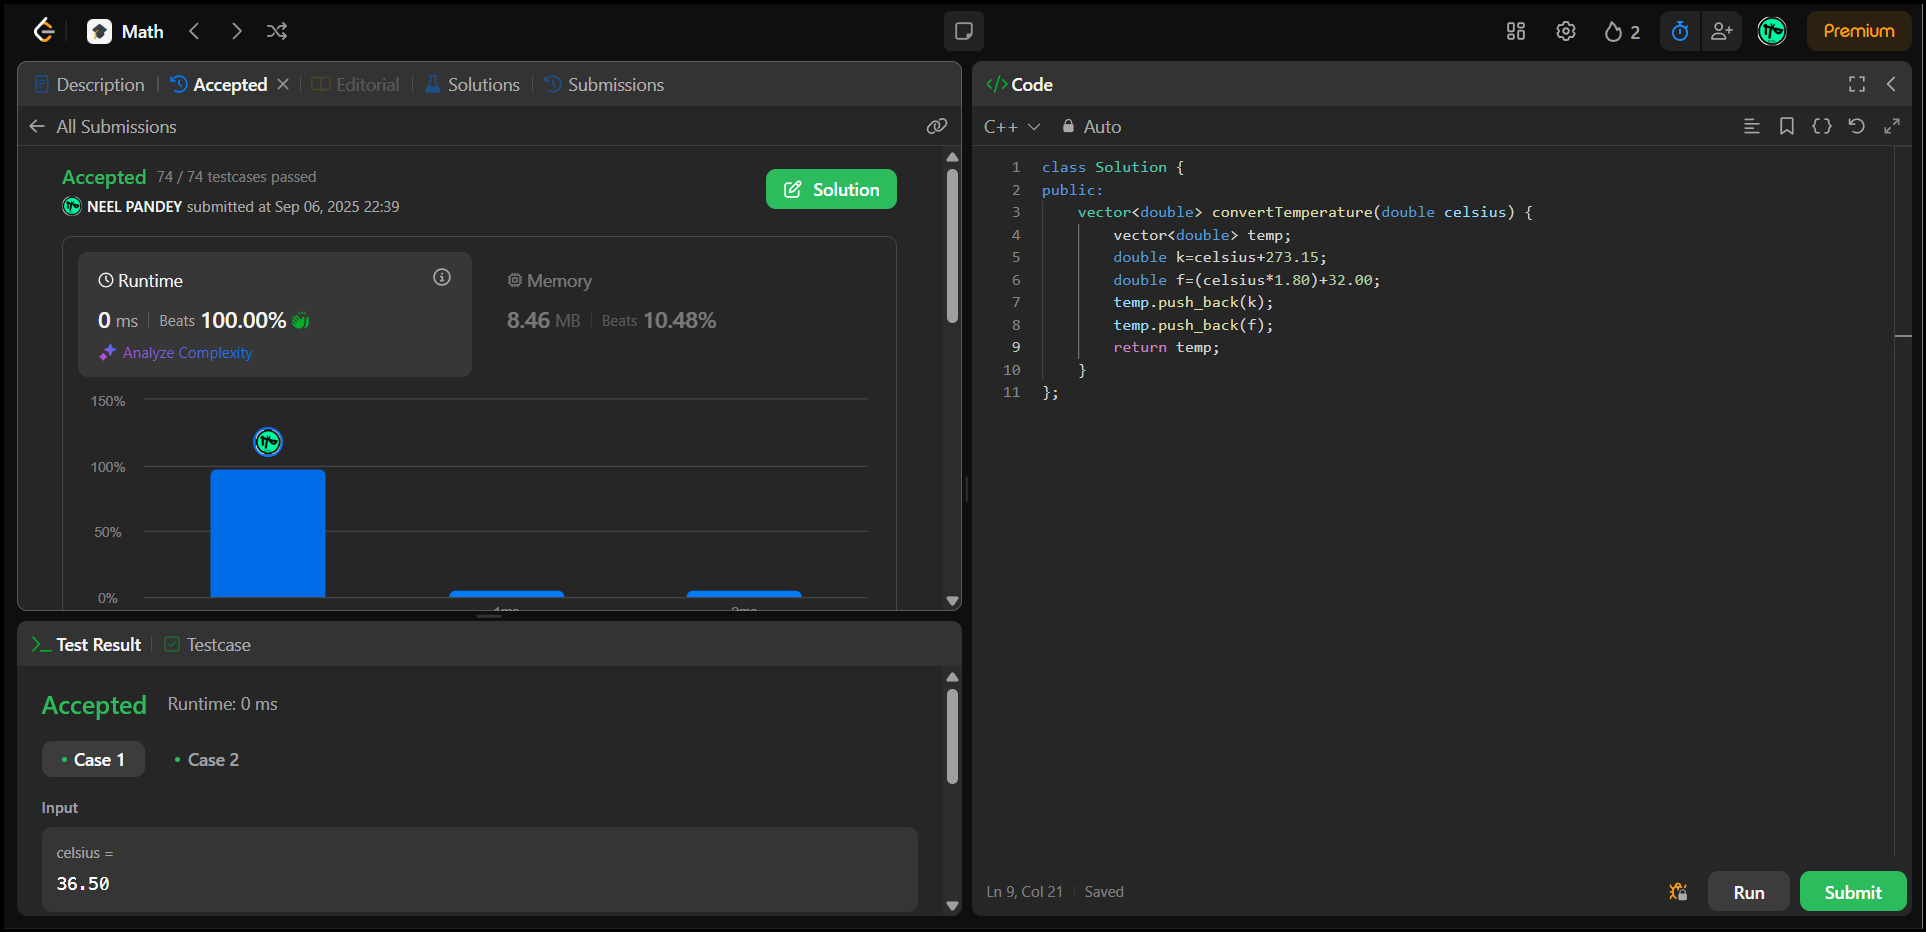 Math
2
Premium
Description
Accepted
Editorial
Solutions
Submissions
All Submissions
Accepted 74 / 74 testcases passed
NEEL PANDEY submitted at Sep 06, 2025 22:39
Solution
Runtime
0 ms Beats 100.00%
Analyze Complexity
Memory
8.46 MB Beats 10.48%
150%
100%
50%
0%
1ms
2ms
Test Result
Testcase
Accepted Runtime: 0 ms
Case 1
Case 2
Input
celsius =
36.50
</> Code
C++
Auto
1 class Solution {
2 public:
3 vector<double> convertTemperature(double celsius) {
4 vector<double> temp;
5 double k=celsius+273.15;
6 double f=(celsius*1.80)+32.00;
7 temp.push_back(k);
8 temp.push_back(f);
9 return temp;
10 }
11 };
Ln 9, Col 21 Saved
Run
Submit